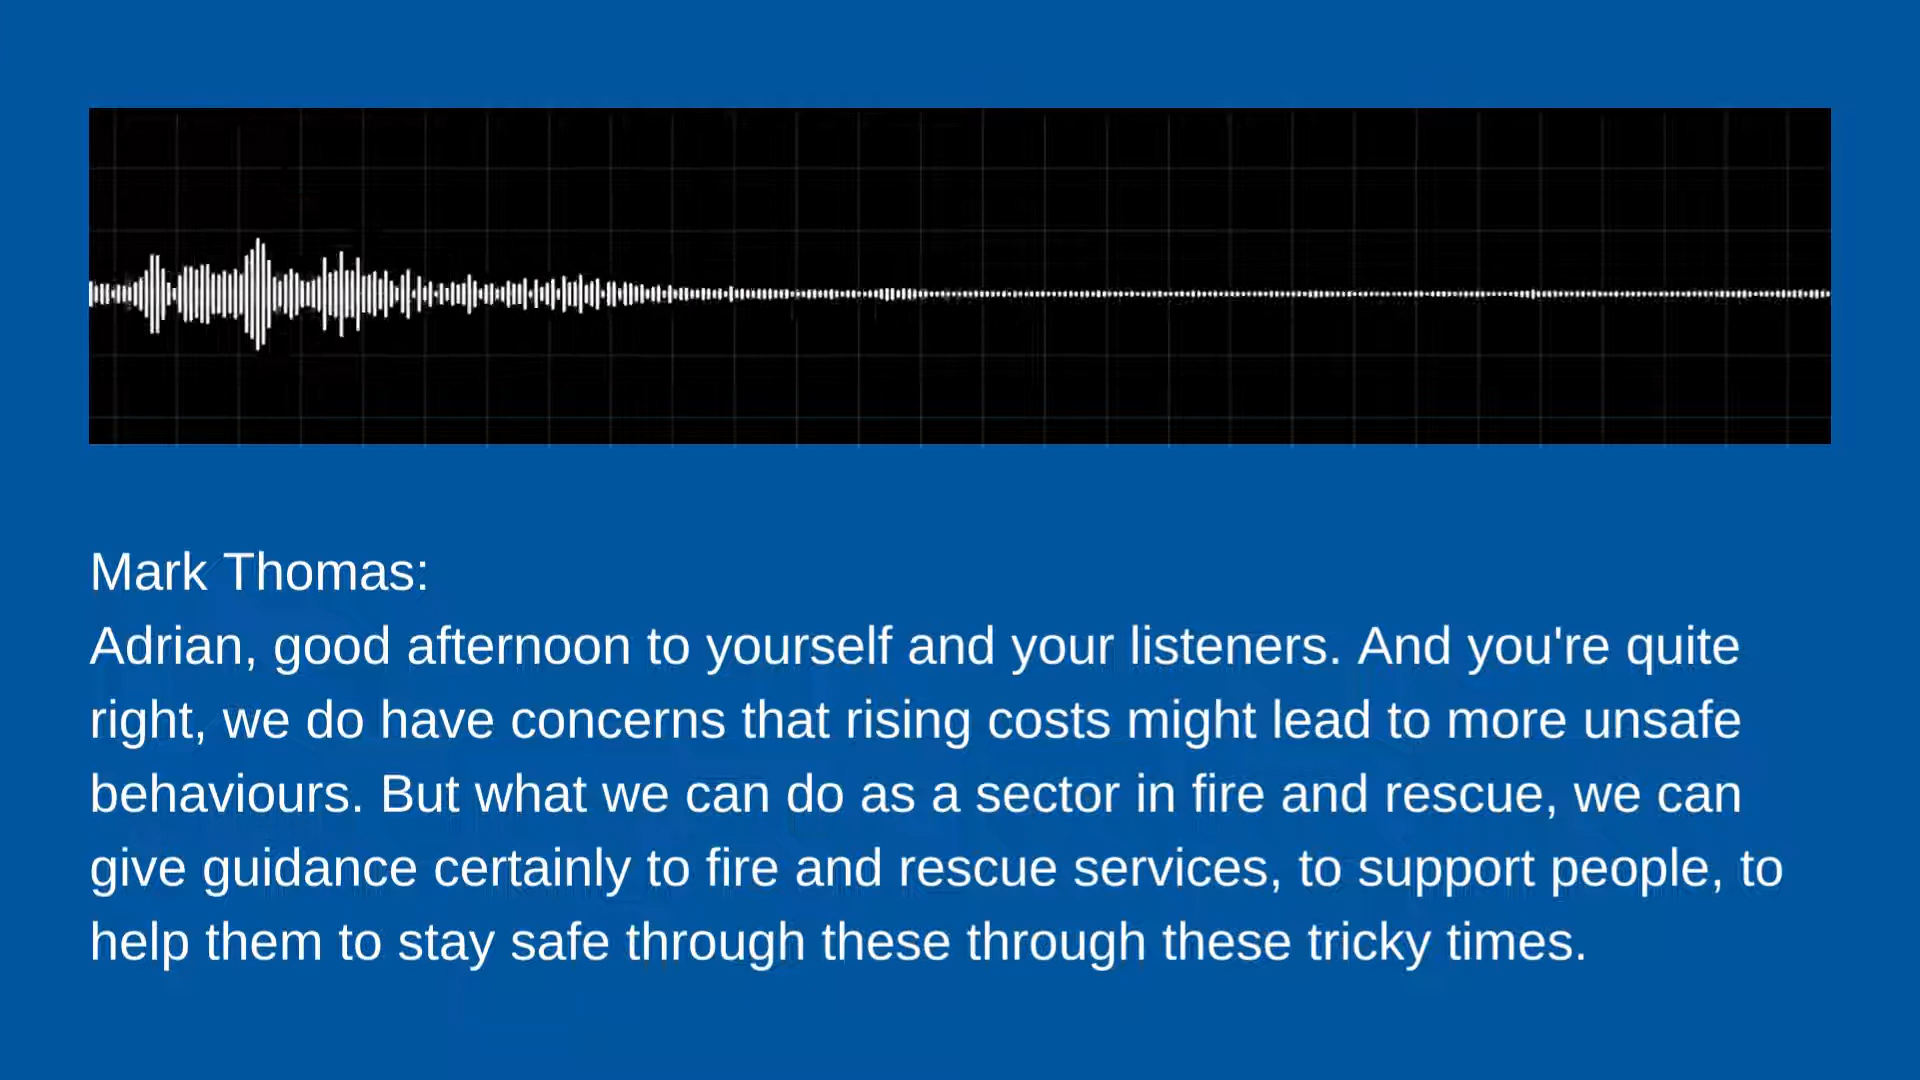 Mark Thomas:
Adrian, good afternoon to yourself and your listeners. And you're quite
right, we do have concerns that rising costs might lead to more unsafe
behaviours. But what we can do as a sector in fire and rescue, we can
give guidance certainly to fire and rescue services, to support people, to
help them to stay safe through these through these tricky times.